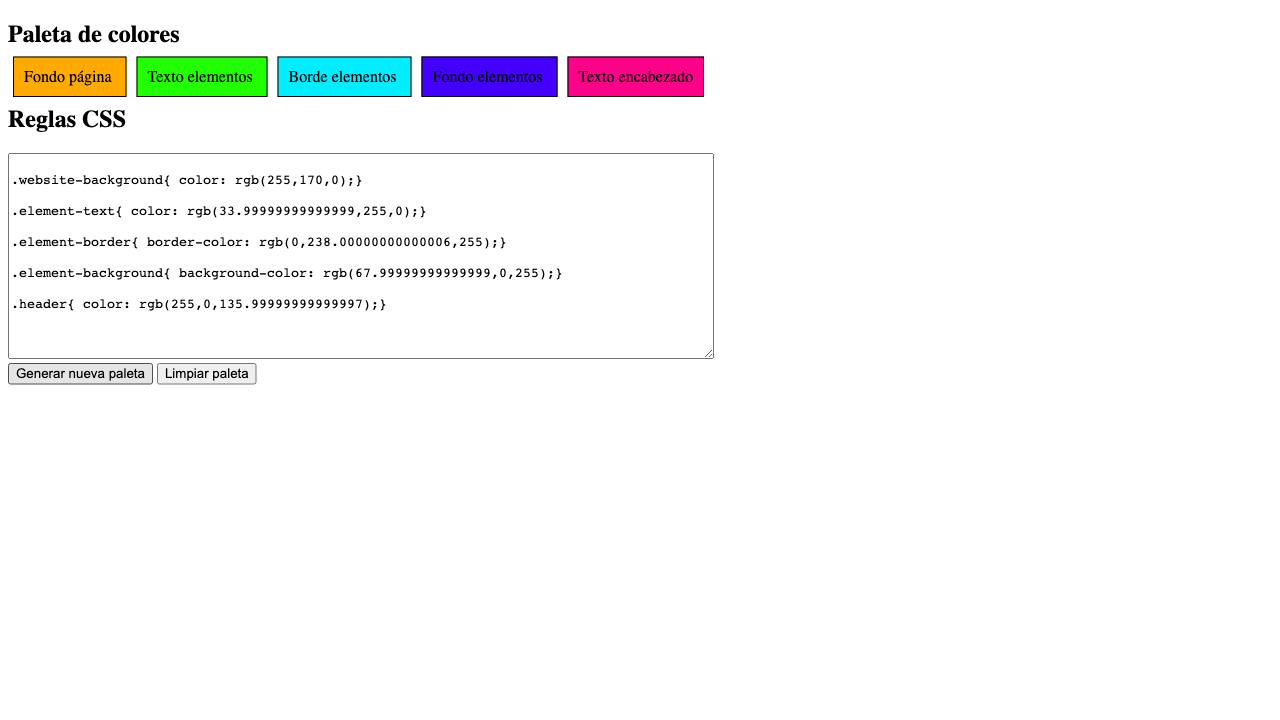 Paleta de colores
Fondo página Texto elementos Borde elementos Fondo elementos Texto encabezado
Reglas CSS
.website-background{ color: rgb(255,170,0);}
.element-text{ color: rgb(33.99999999999999,255,0);}
.element-border{ border-color: rgb(0,238.00000000000006,255);}
.element-background{ background-color: rgb(67.99999999999999,0,255);}
.header{ color: rgb(255,0,135.99999999999997);}
Generar nueva paleta Limpiar paleta